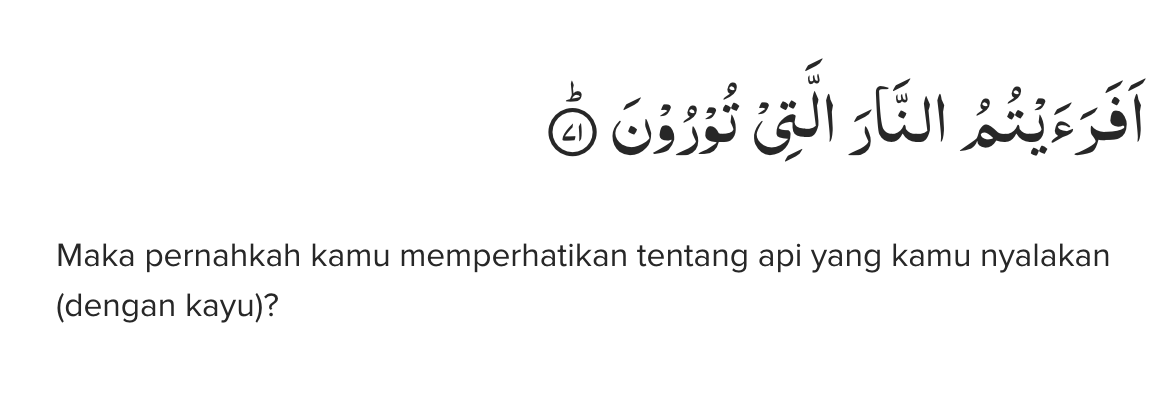 اَفَرَءَيْتُمُ النَّارَ الَّتِيْ تُوْرُوْنَ ۗ ٧١
Maka pernahkah kamu memperhatikan tentang api yang kamu nyalakan
(dengan kayu)?